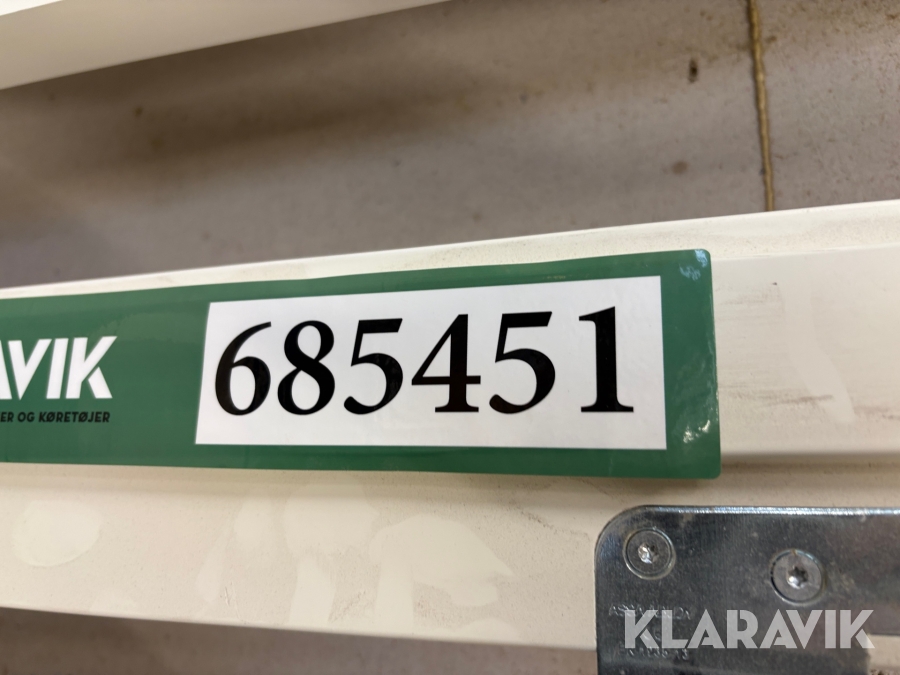 AVIK
ER OG KØRETØJER
685451
KLARAVIK